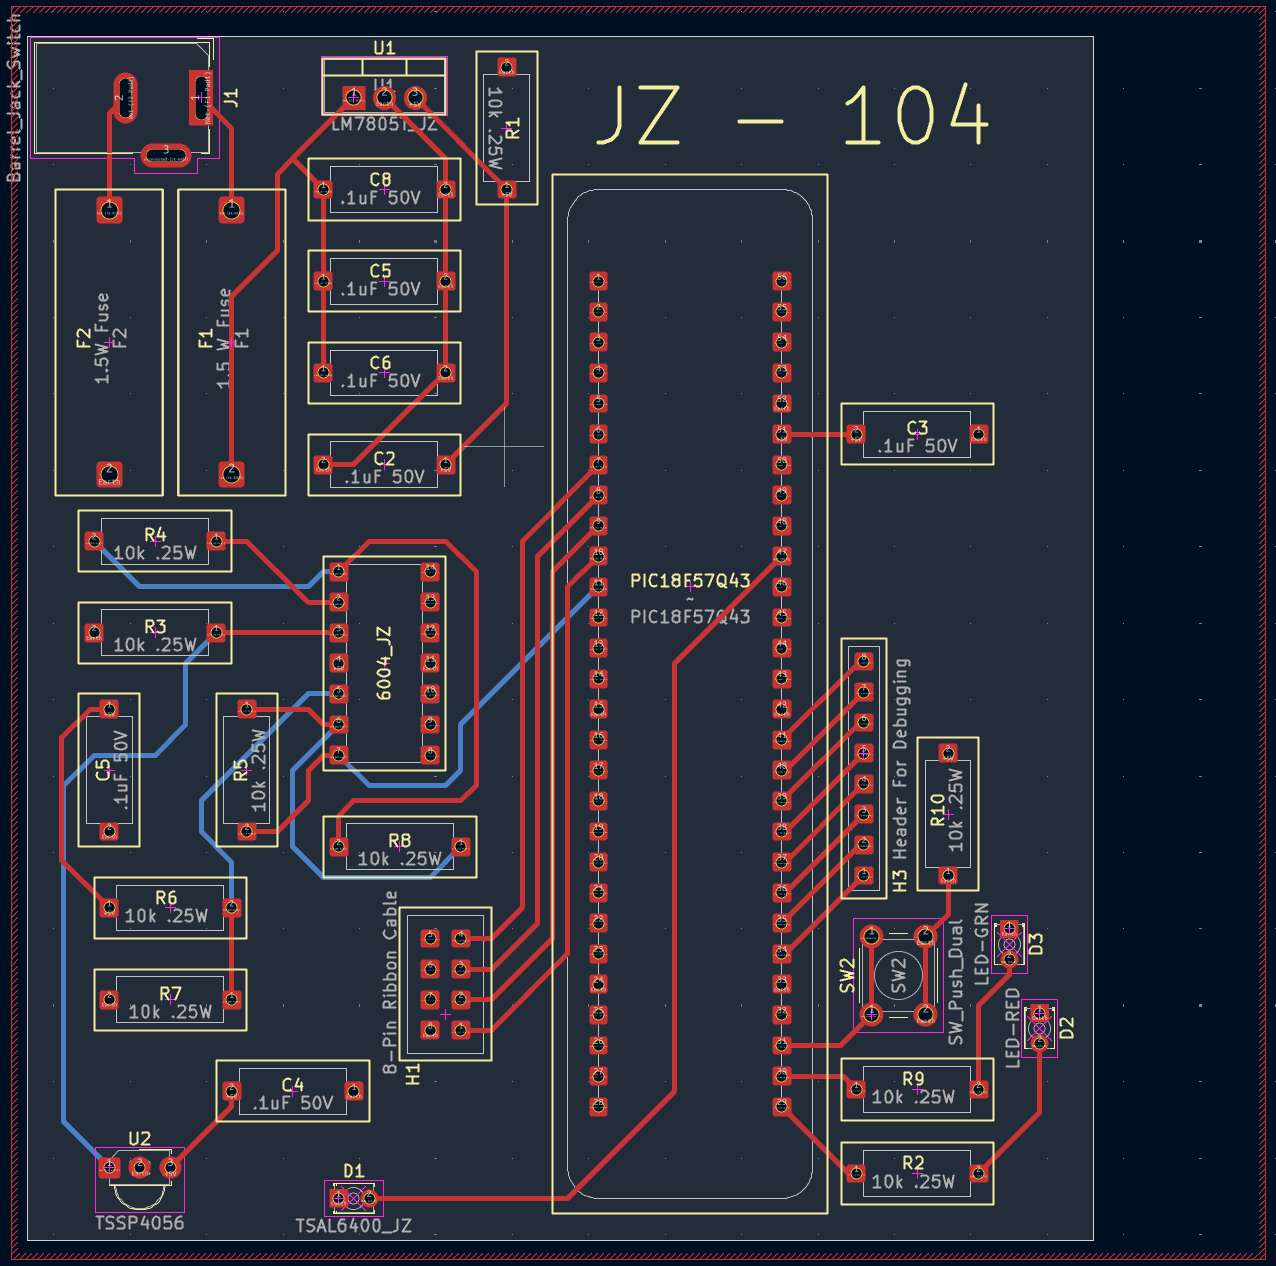 Barrel_Jack_Switch
J1
U1
U1
LM7805T_JZ
R1
10k .25W
JZ - 104
C8
.1uF 50V
C5
.1uF 50V
C6
.1uF 50V
C2
.1uF 50V
F2
1.5W Fuse
F2
F1
1.5 W Fuse
F1
C3
.1uF 50V
R4
10k .25W
R3
10k .25W
6004_JZ
PIC18F57Q43
~
PIC18F57Q43
C5
.1uF 50V
R5
10k .25W
R8
10k .25W
R6
10k .25W
R7
10k .25W
8-Pin Ribbon Cable
H1
H3 Header For Debugging
R10
10k .25W
SW2
SW2
SW_Push_Dual
LED-GRN
D3
LED-RED
D2
R9
10k .25W
R2
10k .25W
C4
.1uF 50V
U2
TSSP4056
D1
TSAL6400_JZ